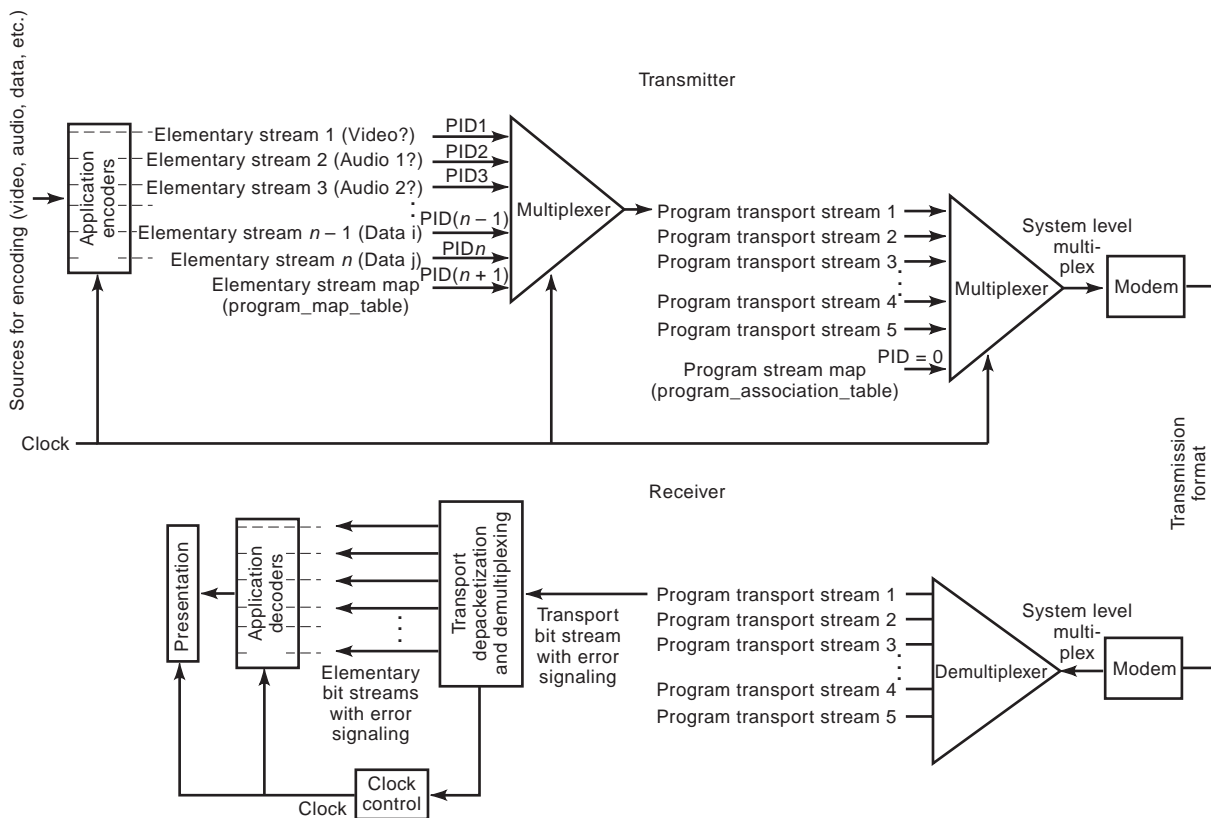 Sources for encoding (video, audio, data, etc.)
Transmitter
Application
encoders
Elementary stream 1 (Video?)
PID1
Elementary stream 2 (Audio 1?)
PID2
Elementary stream 3 (Audio 2?)
PID3
Elementary stream n – 1 (Data i)
PID(n – 1)
Elementary stream n (Data j)
PIDn
Elementary stream map
(program_map_table)
PID(n + 1)
Multiplexer
Program transport stream 1
Program transport stream 2
Program transport stream 3
Program transport stream 4
Program transport stream 5
Program stream map
(program_association_table)
PID = 0
Multiplexer
System level
multi-
plex
Modem
Clock
Transmission
format
Receiver
Presentation
Application
decoders
Elementary
bit streams
with error
signaling
Transport
depacketization
and demultiplexing
Transport
bit stream
with error
signaling
Program transport stream 1
Program transport stream 2
Program transport stream 3
Program transport stream 4
Program transport stream 5
Demultiplexer
System level
multi-
plex
Modem
Clock
Clock
control